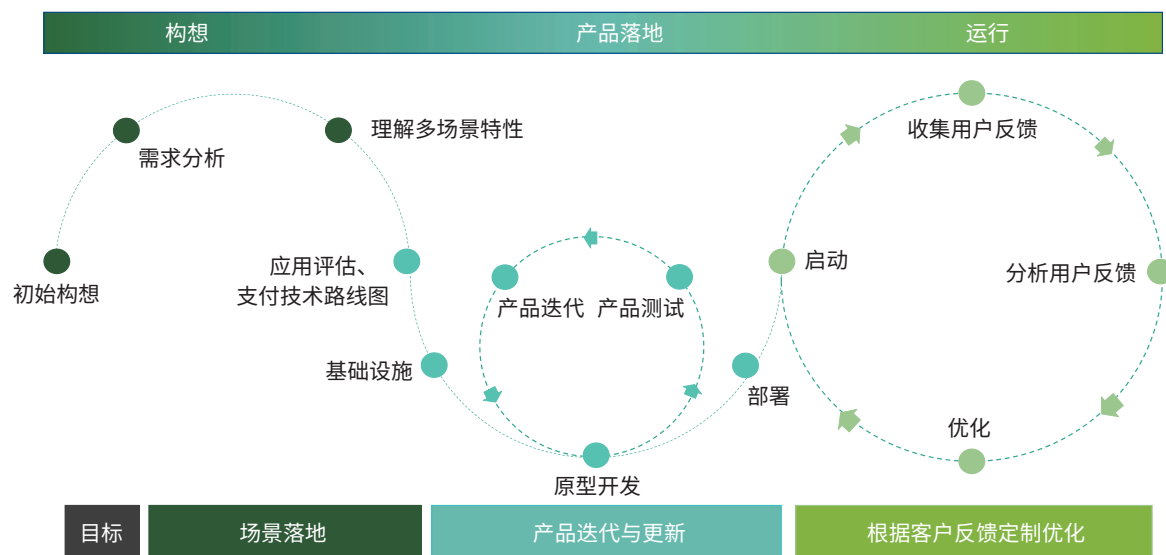 构想
产品落地
运行
理解多场景特性
需求分析
初始构想
应用评估、
支付技术路线图
基础设施
产品迭代
产品测试
原型开发
部署
启动
收集用户反馈
分析用户反馈
优化
目标
场景落地
产品迭代与更新
根据客户反馈定制优化